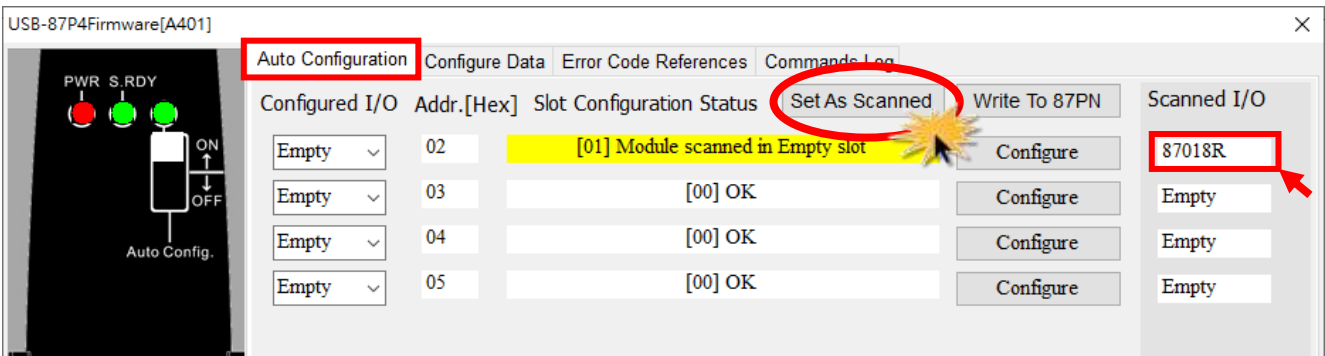 USB-87P4Firmware[A401]
PWR S.RDY
ON
OFF
Auto Config.
Auto Configuration Configure Data Error Code References Commands Log
Configured I/O Addr.[Hex] Slot Configuration Status Set As Scanned Write To 87PN Scanned I/O
Empty 02 [01] Module scanned in Empty slot Configure 87018R
Empty 03 [00] OK Configure Empty
Empty 04 [00] OK Configure Empty
Empty 05 [00] OK Configure Empty